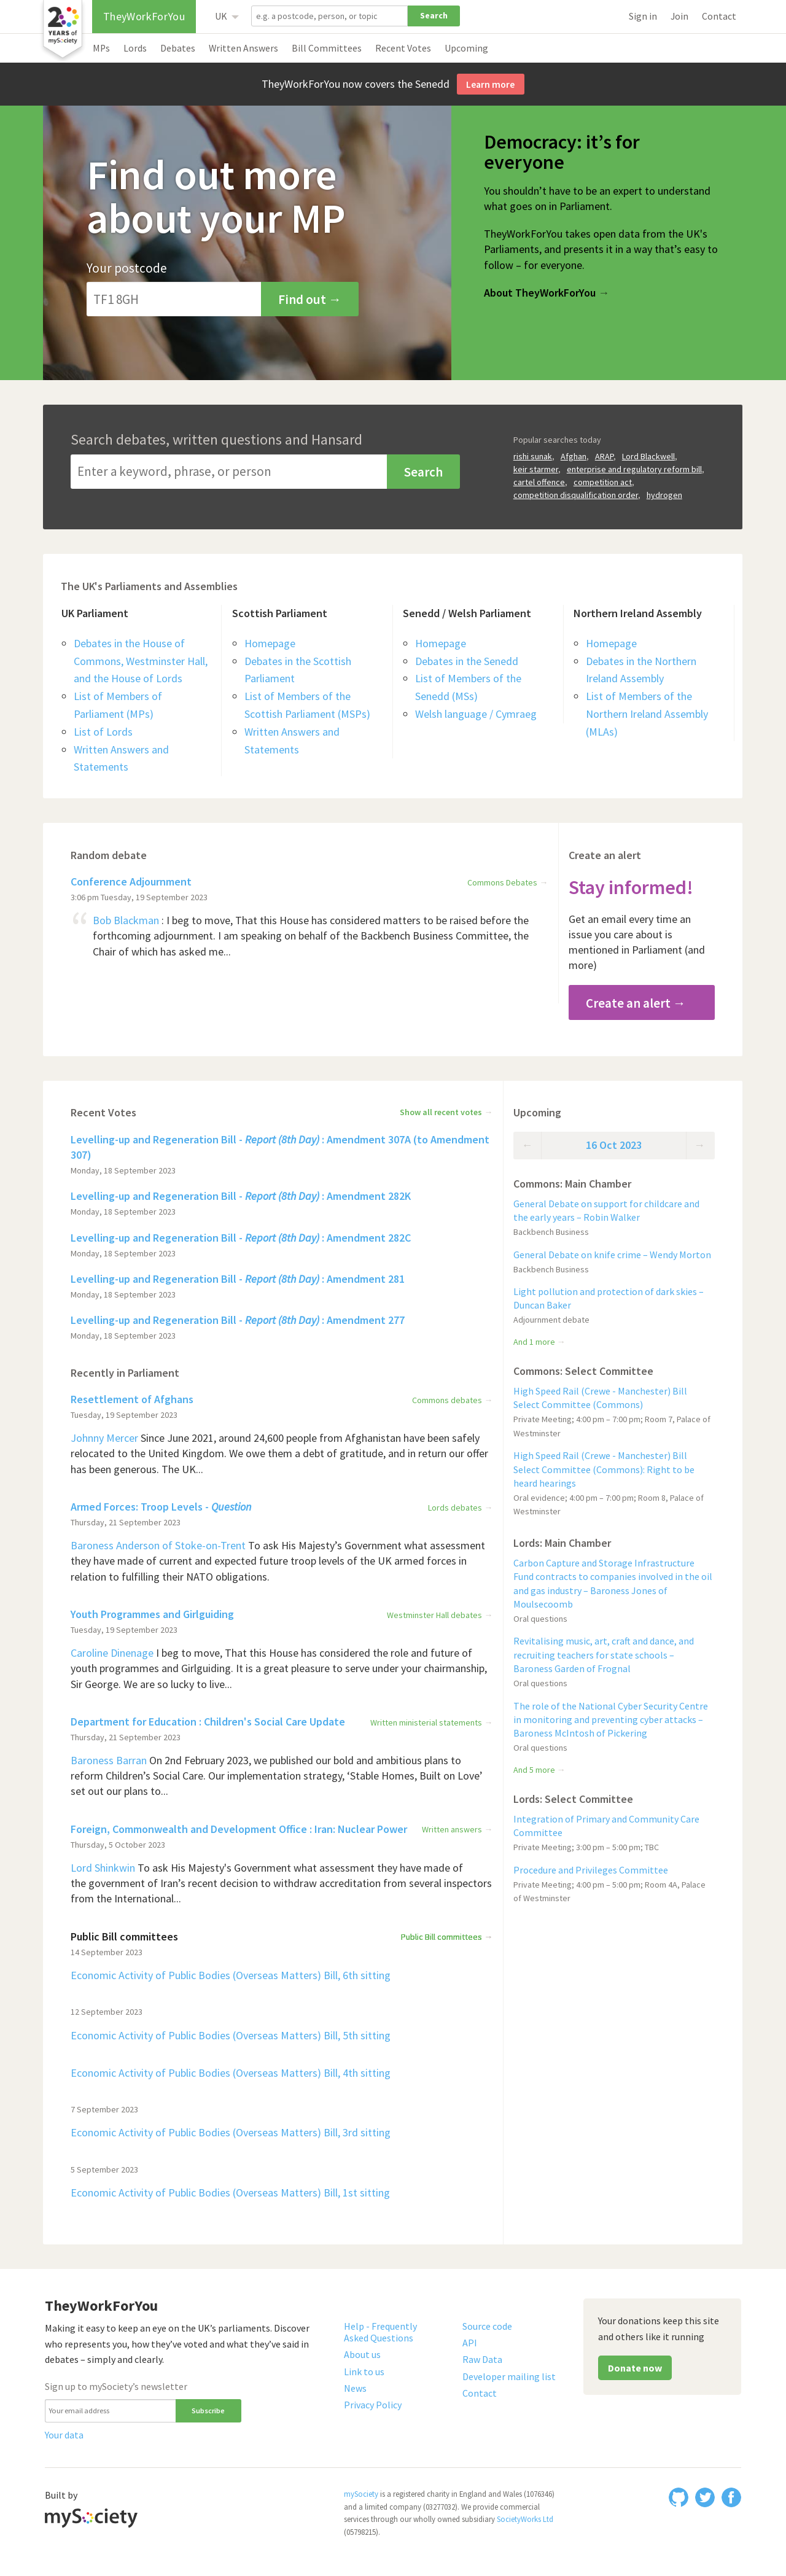 20
YEARS of
mySociety
TheyWorkForYou
UK
e.g. a postcode, person, or topic
Search
Sign in
Join
Contact
MPs
Lords
Debates
Written Answers
Bill Committees
Recent Votes
Upcoming
TheyWorkForYou now covers the Senedd
Learn more
Find out more
about your MP
Your postcode
TF1 8GH
Find out →
Democracy: it’s for
everyone
You shouldn’t have to be an expert to understand
what goes on in Parliament.
TheyWorkForYou takes open data from the UK's
Parliaments, and presents it in a way that’s easy to
follow – for everyone.
About TheyWorkForYou →
Search debates, written questions and Hansard
Enter a keyword, phrase, or person
Search
Popular searches today
rishi sunak, Afghan, ARAP, Lord Blackwell,
keir starmer, enterprise and regulatory reform bill,
cartel offence, competition act,
competition disqualification order, hydrogen
The UK's Parliaments and Assemblies
UK Parliament
Debates in the House of
Commons, Westminster Hall,
and the House of Lords
List of Members of
Parliament (MPs)
List of Lords
Written Answers and
Statements
Scottish Parliament
Homepage
Debates in the Scottish
Parliament
List of Members of the
Scottish Parliament (MSPs)
Written Answers and
Statements
Senedd / Welsh Parliament
Homepage
Debates in the Senedd
List of Members of the
Senedd (MSs)
Welsh language / Cymraeg
Northern Ireland Assembly
Homepage
Debates in the Northern
Ireland Assembly
List of Members of the
Northern Ireland Assembly
(MLAs)
Random debate
Conference Adjournment
Commons Debates →
3:06 pm Tuesday, 19 September 2023
“ Bob Blackman : I beg to move, That this House has considered matters to be raised before the
forthcoming adjournment. I am speaking on behalf of the Backbench Business Committee, the
Chair of which has asked me...
Create an alert
Stay informed!
Get an email every time an
issue you care about is
mentioned in Parliament (and
more)
Create an alert →
Recent Votes
Show all recent votes →
Levelling-up and Regeneration Bill - Report (8th Day) : Amendment 307A (to Amendment
307)
Monday, 18 September 2023
Levelling-up and Regeneration Bill - Report (8th Day) : Amendment 282K
Monday, 18 September 2023
Levelling-up and Regeneration Bill - Report (8th Day) : Amendment 282C
Monday, 18 September 2023
Levelling-up and Regeneration Bill - Report (8th Day) : Amendment 281
Monday, 18 September 2023
Levelling-up and Regeneration Bill - Report (8th Day) : Amendment 277
Monday, 18 September 2023
Recently in Parliament
Resettlement of Afghans
Commons debates →
Tuesday, 19 September 2023
Johnny Mercer Since June 2021, around 24,600 people from Afghanistan have been safely
relocated to the United Kingdom. We owe them a debt of gratitude, and in return our offer
has been generous. The UK...
Armed Forces: Troop Levels - Question
Lords debates →
Thursday, 21 September 2023
Baroness Anderson of Stoke-on-Trent To ask His Majesty’s Government what assessment
they have made of current and expected future troop levels of the UK armed forces in
relation to fulfilling their NATO obligations.
Youth Programmes and Girlguiding
Westminster Hall debates →
Tuesday, 19 September 2023
Caroline Dinenage I beg to move, That this House has considered the role and future of
youth programmes and Girlguiding. It is a great pleasure to serve under your chairmanship,
Sir George. We are so lucky to live...
Department for Education : Children's Social Care Update
Written ministerial statements →
Thursday, 21 September 2023
Baroness Barran On 2nd February 2023, we published our bold and ambitious plans to
reform Children’s Social Care. Our implementation strategy, ‘Stable Homes, Built on Love’
set out our plans to...
Foreign, Commonwealth and Development Office : Iran: Nuclear Power
Written answers →
Thursday, 5 October 2023
Lord Shinkwin To ask His Majesty's Government what assessment they have made of
the government of Iran’s recent decision to withdraw accreditation from several inspectors
from the International...
Public Bill committees
Public Bill committees →
14 September 2023
Economic Activity of Public Bodies (Overseas Matters) Bill, 6th sitting
12 September 2023
Economic Activity of Public Bodies (Overseas Matters) Bill, 5th sitting
Economic Activity of Public Bodies (Overseas Matters) Bill, 4th sitting
7 September 2023
Economic Activity of Public Bodies (Overseas Matters) Bill, 3rd sitting
5 September 2023
Economic Activity of Public Bodies (Overseas Matters) Bill, 1st sitting
Upcoming
← 16 Oct 2023 →
Commons: Main Chamber
General Debate on support for childcare and
the early years – Robin Walker
Backbench Business
General Debate on knife crime – Wendy Morton
Backbench Business
Light pollution and protection of dark skies –
Duncan Baker
Adjournment debate
And 1 more →
Commons: Select Committee
High Speed Rail (Crewe - Manchester) Bill
Select Committee (Commons)
Private Meeting; 4:00 pm – 7:00 pm; Room 7, Palace of
Westminster
High Speed Rail (Crewe - Manchester) Bill
Select Committee (Commons): Right to be
heard hearings
Oral evidence; 4:00 pm – 7:00 pm; Room 8, Palace of
Westminster
Lords: Main Chamber
Carbon Capture and Storage Infrastructure
Fund contracts to companies involved in the oil
and gas industry – Baroness Jones of
Moulsecoomb
Oral questions
Revitalising music, art, craft and dance, and
recruiting teachers for state schools –
Baroness Garden of Frognal
Oral questions
The role of the National Cyber Security Centre
in monitoring and preventing cyber attacks –
Baroness McIntosh of Pickering
Oral questions
And 5 more →
Lords: Select Committee
Integration of Primary and Community Care
Committee
Private Meeting; 3:00 pm – 5:00 pm; TBC
Procedure and Privileges Committee
Private Meeting; 4:00 pm – 5:00 pm; Room 4A, Palace
of Westminster
TheyWorkForYou
Making it easy to keep an eye on the UK’s parliaments. Discover
who represents you, how they’ve voted and what they’ve said in
debates – simply and clearly.
Sign up to mySociety’s newsletter
Your email address
Subscribe
Your data
Help - Frequently
Asked Questions
About us
Link to us
News
Privacy Policy
Source code
API
Raw Data
Developer mailing list
Contact
Your donations keep this site
and others like it running
Donate now
Built by
mySociety
mySociety is a registered charity in England and Wales (1076346)
and a limited company (03277032). We provide commercial
services through our wholly owned subsidiary SocietyWorks Ltd
(05798215).